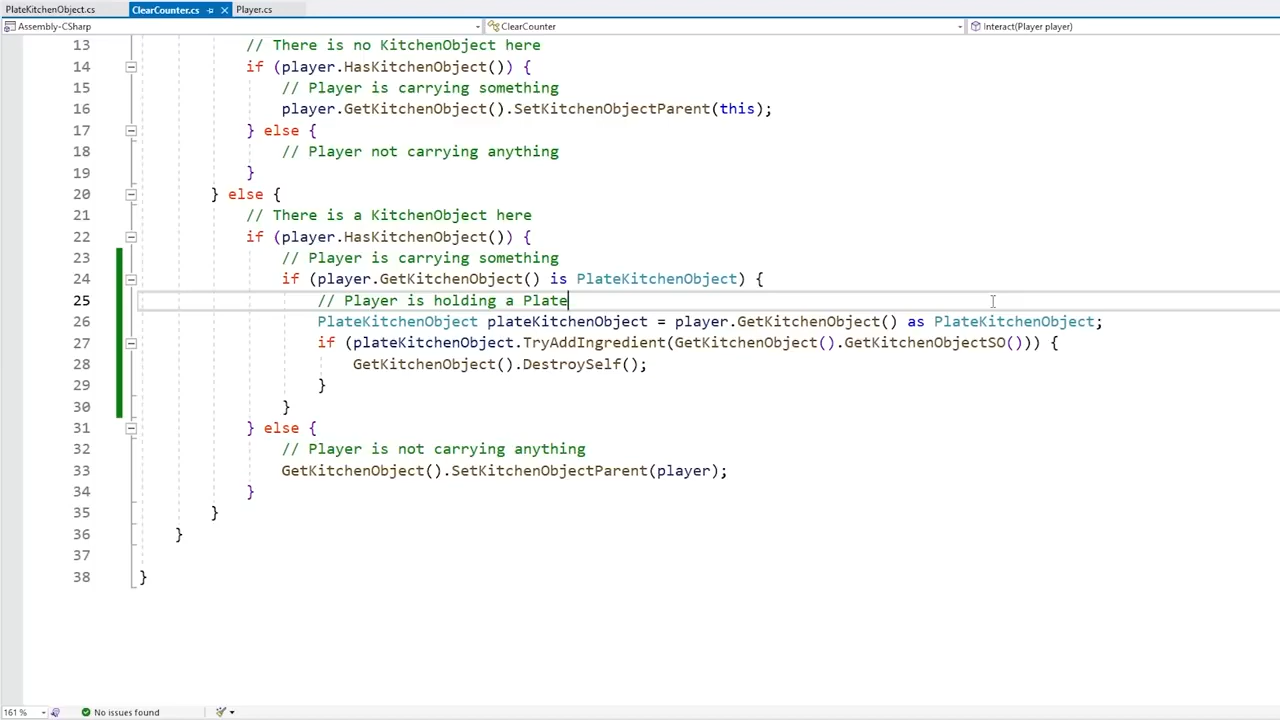 PlateKitchenObject.cs ClearCounter.cs Player.cs
Assembly-CSharp ClearCounter Interact(Player player)
13 // There is no KitchenObject here
14 if (player.HasKitchenObject()) {
15 // Player is carrying something
16 player.GetKitchenObject().SetKitchenObjectParent(this);
17 } else {
18 // Player not carrying anything
19 }
20 } else {
21 // There is a KitchenObject here
22 if (player.HasKitchenObject()) {
23 // Player is carrying something
24 if (player.GetKitchenObject() is PlateKitchenObject) {
25 // Player is holding a Plate
26 PlateKitchenObject plateKitchenObject = player.GetKitchenObject() as PlateKitchenObject;
27 if (plateKitchenObject.TryAddIngredient(GetKitchenObject().GetKitchenObjectSO())) {
28 GetKitchenObject().DestroySelf();
29 }
30 }
31 } else {
32 // Player is not carrying anything
33 GetKitchenObject().SetKitchenObjectParent(player);
34 }
35 }
36 }
37
38 }
161 % No issues found